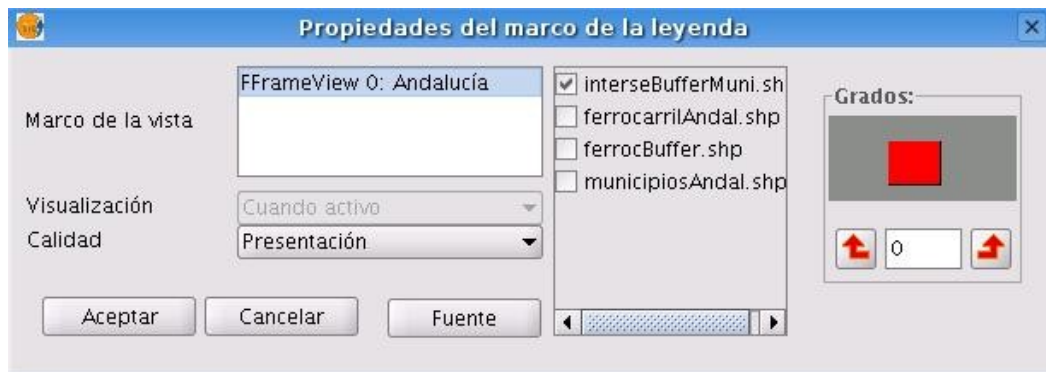 Propiedades del marco de la leyenda
Marco de la vista
FFrameView 0: Andalucía
interseBufferMuni.sh
ferrocarrilAndal.shp
ferrocBuffer.shp
municipiosAndal.shp
Grados:
0
Visualización
Cuando activo
Calidad
Presentación
Aceptar
Cancelar
Fuente